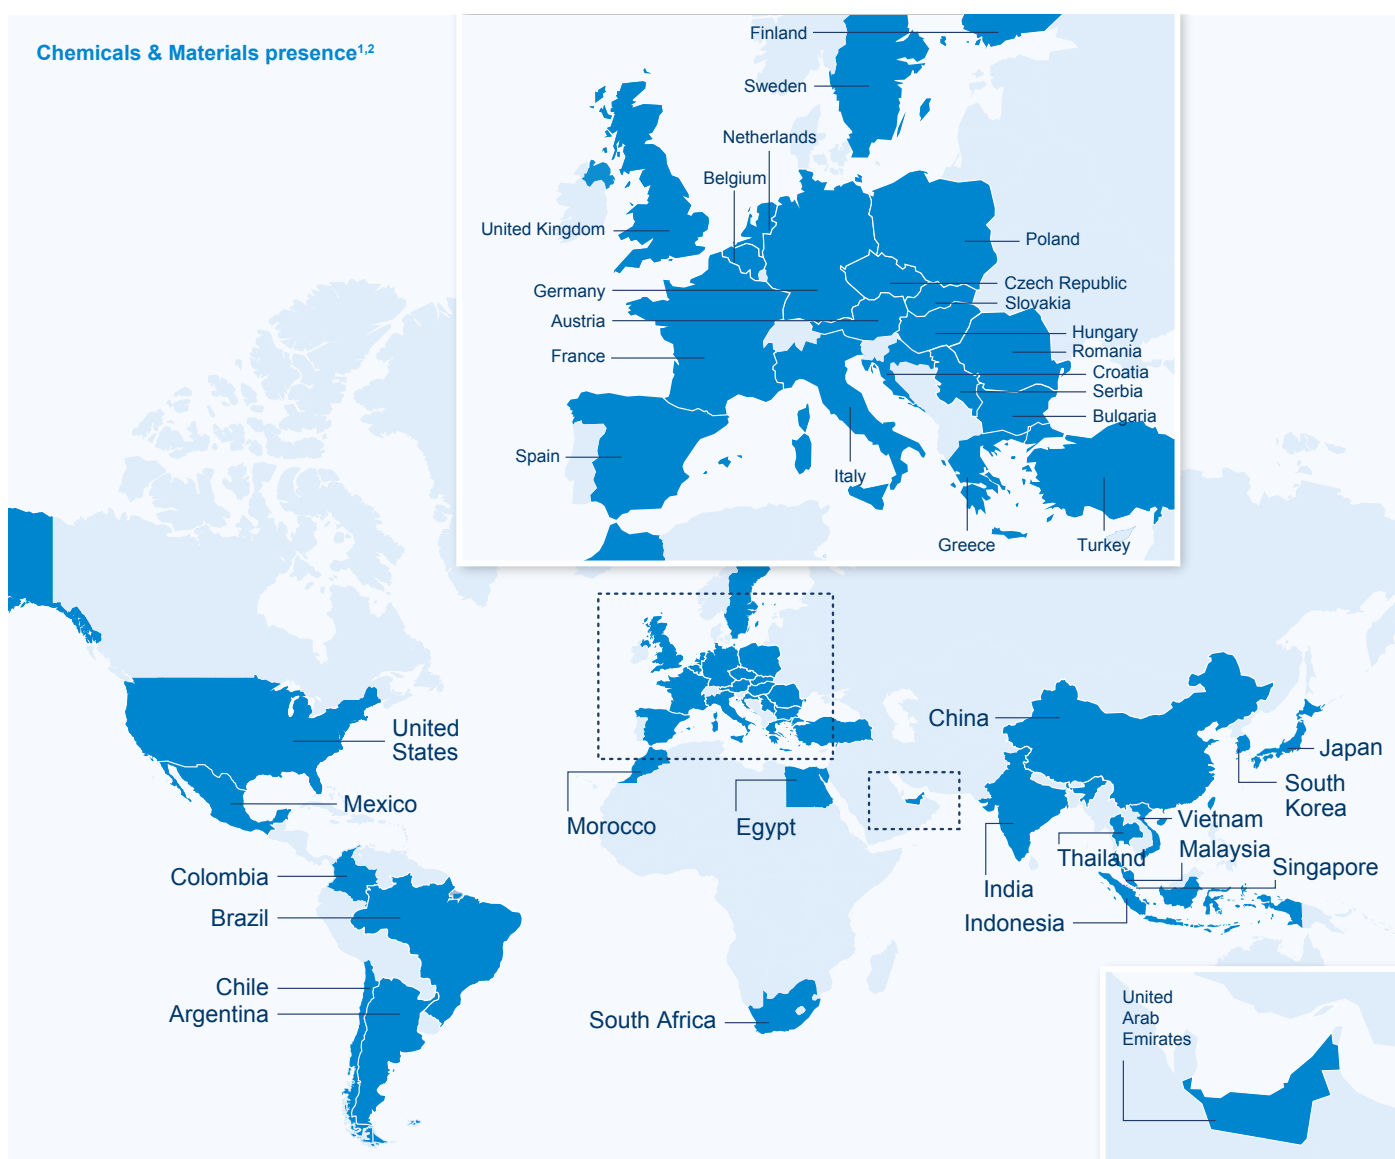 Chemicals & Materials presence1,2
Finland
Sweden
Netherlands
Belgium
United Kingdom
Poland
Czech Republic
Germany
Slovakia
Austria
Hungary
France
Romania
Croatia
Serbia
Bulgaria
Spain
Italy
Greece
Turkey
United
States
China
Japan
South
Korea
Mexico
Morocco
Egypt
Vietnam
Thailand
Malaysia
Singapore
Colombia
India
Brazil
Indonesia
Chile
Argentina
South Africa
United
Arab
Emirates